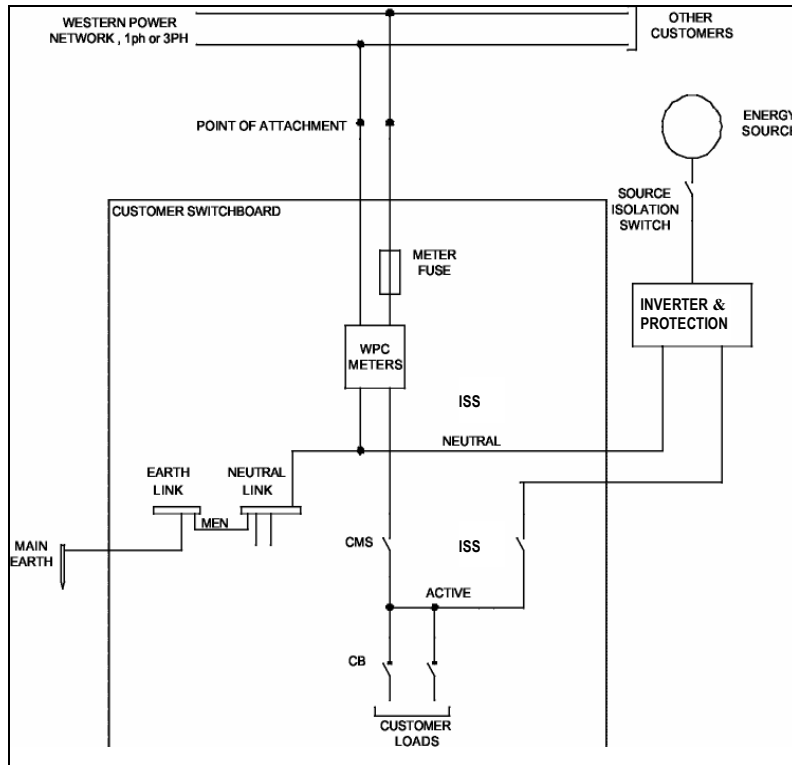 WESTERN POWER
NETWORK , 1ph or 3PH
OTHER
CUSTOMERS
POINT OF ATTACHMENT
ENERGY
SOURCE
SOURCE
ISOLATION
SWITCH
CUSTOMER SWITCHBOARD
METER
FUSE
INVERTER &
PROTECTION
WPC
METERS
ISS
NEUTRAL
EARTH
LINK
NEUTRAL
LINK
MEN
MAIN
EARTH
CMS
ISS
ACTIVE
CB
CUSTOMER
LOADS